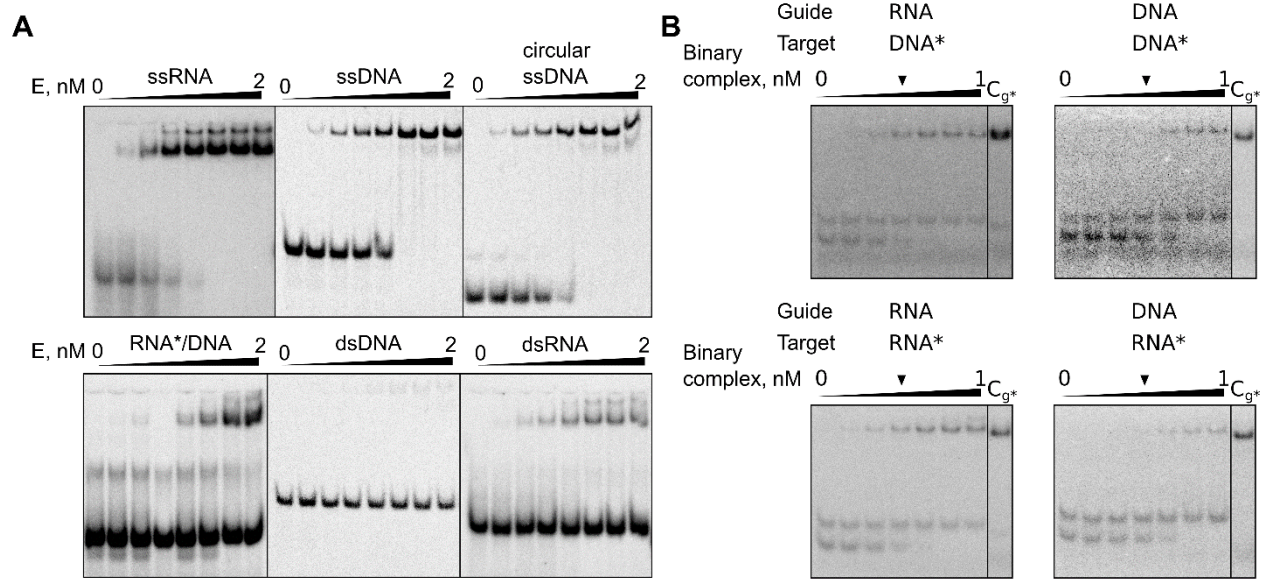 A
E, nM 0 ssRNA 2
0 ssDNA 2
circular
0 ssDNA 2
E, nM 0 RNA*/DNA 2
0 dsDNA 2
0 dsRNA 2
B
Guide RNA DNA
Target DNA* DNA*
Binary
complex, nM 0 1 Cg* 0 1 Cg*
Guide RNA DNA
Target RNA* RNA*
Binary
complex, nM 0 1 Cg* 0 1 Cg*